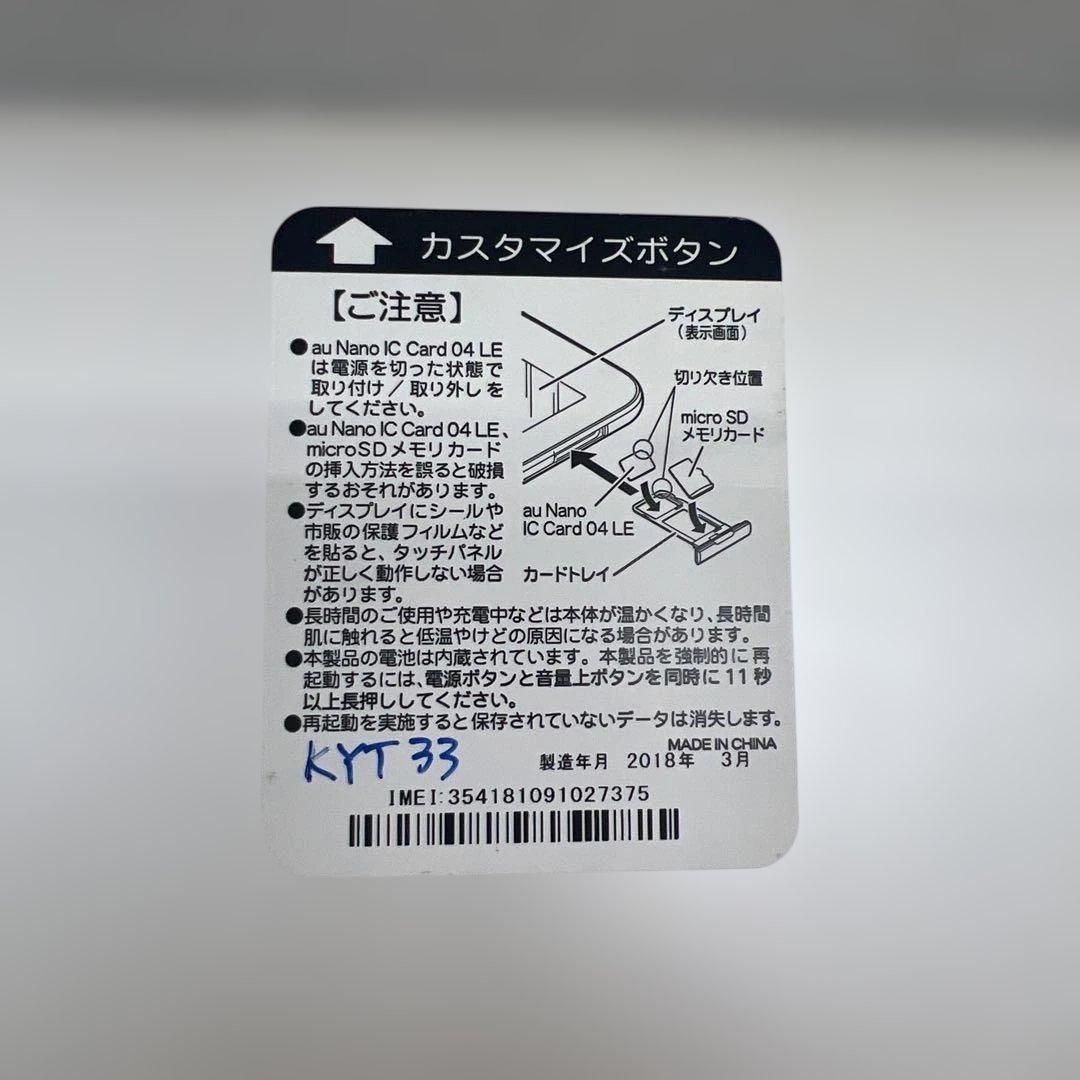 カスタマイズボタン
【ご注意】
●au Nano IC Card 04 LE
は電源を切った状態で
取り付け／取り外しを
してください。
●au Nano IC Card 04 LE、
microSDメモリカード
の挿入方法を誤ると破損
するおそれがあります。
●ディスプレイにシールや
市販の保護フィルムなど
を貼ると、タッチパネル
が正しく動作しない場合
があります。
ディスプレイ
（表示画面）
切り欠き位置
micro SD
メモリカード
au Nano
IC Card 04 LE
カードトレイ
●長時間のご使用や充電中などは本体が温かくなり、長時間
肌に触れると低温やけどの原因になる場合があります。
●本製品の電池は内蔵されています。本製品を強制的に再
起動するには、電源ボタンと音量上ボタンを同時に11秒
以上長押ししてください。
●再起動を実施すると保存されていないデータは消失します。
MADE IN CHINA
KYT33
製造年月 2018年 3月
IMEI:354181091027375